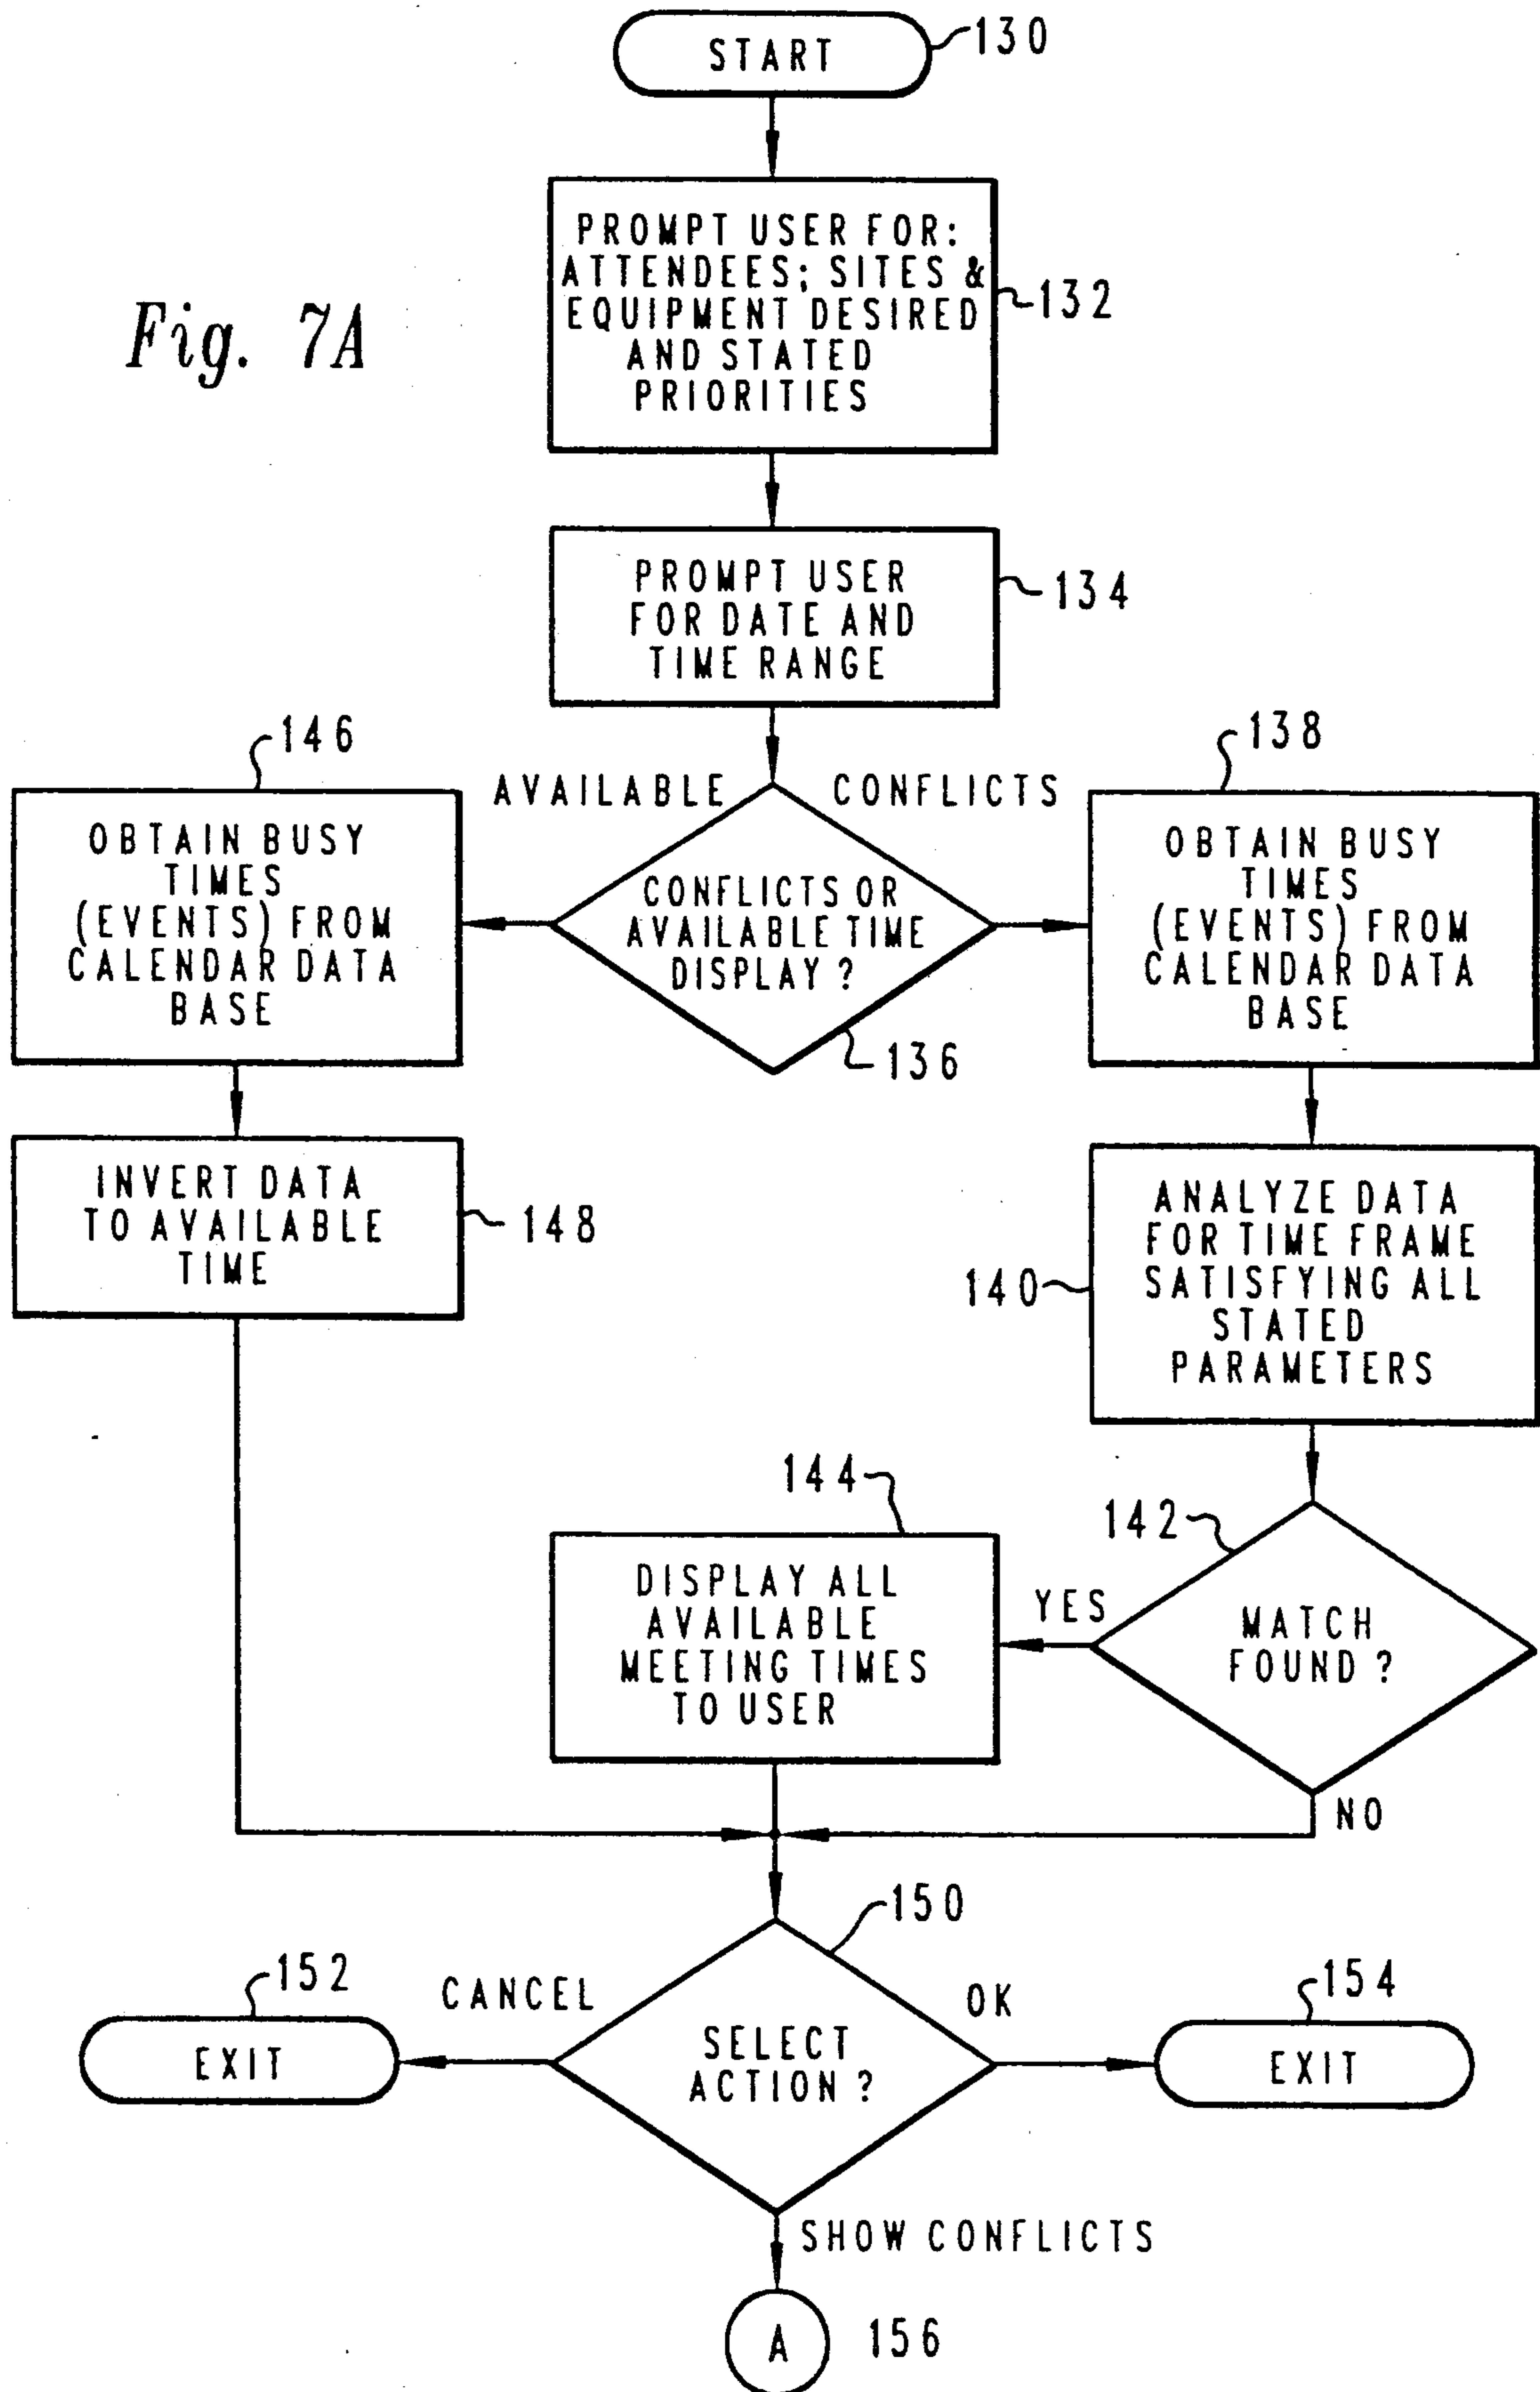 START
130
PROMPT USER FOR:
ATTENDEES; SITES &
EQUIPMENT DESIRED
AND STATED
PRIORITIES
132
Fig. 7A
PROMPT USER
FOR DATE AND
TIME RANGE
134
146
138
AVAILABLE
CONFLICTS
OBTAIN BUSY
TIMES
(EVENTS) FROM
CALENDAR DATA
BASE
CONFLICTS OR
AVAILABLE TIME
DISPLAY ?
136
OBTAIN BUSY
TIMES
(EVENTS) FROM
CALENDAR DATA
BASE
INVERT DATA
TO AVAILABLE
TIME
148
140
ANALYZE DATA
FOR TIME FRAME
SATISFYING ALL
STATED
PARAMETERS
144
142
DISPLAY ALL
AVAILABLE
MEETING TIMES
TO USER
YES
MATCH
FOUND ?
NO
150
152
CANCEL
OK
154
EXIT
SELECT
ACTION ?
EXIT
SHOW CONFLICTS
A
156